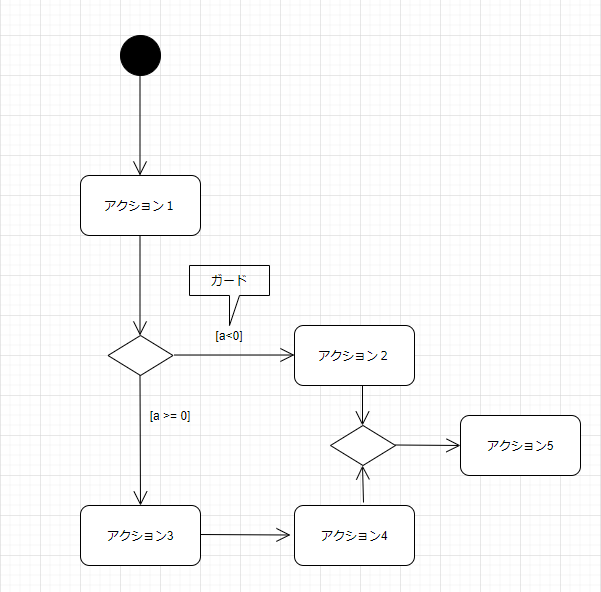 アクション１
ガード
[a<0]
アクション２
[a >= 0]
アクション5
アクション3
アクション4